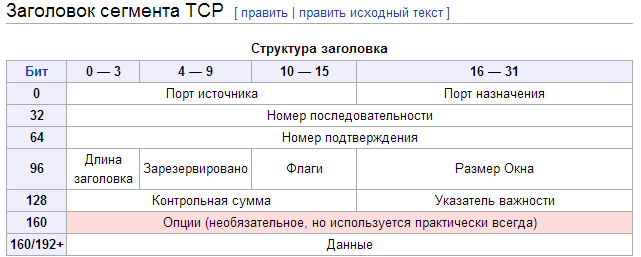 Заголовок сегмента TCP [ править | править исходный текст ]
Структура заголовка
Бит 0 — 3 4 — 9 10 — 15 16 — 31
0 Порт источника Порт назначения
32 Номер последовательности
64 Номер подтверждения
96 Длина заголовка Зарезервировано Флаги Размер Окна
128 Контрольная сумма Указатель важности
160 Опции (необязательное, но используется практически всегда)
160/192+ Данные